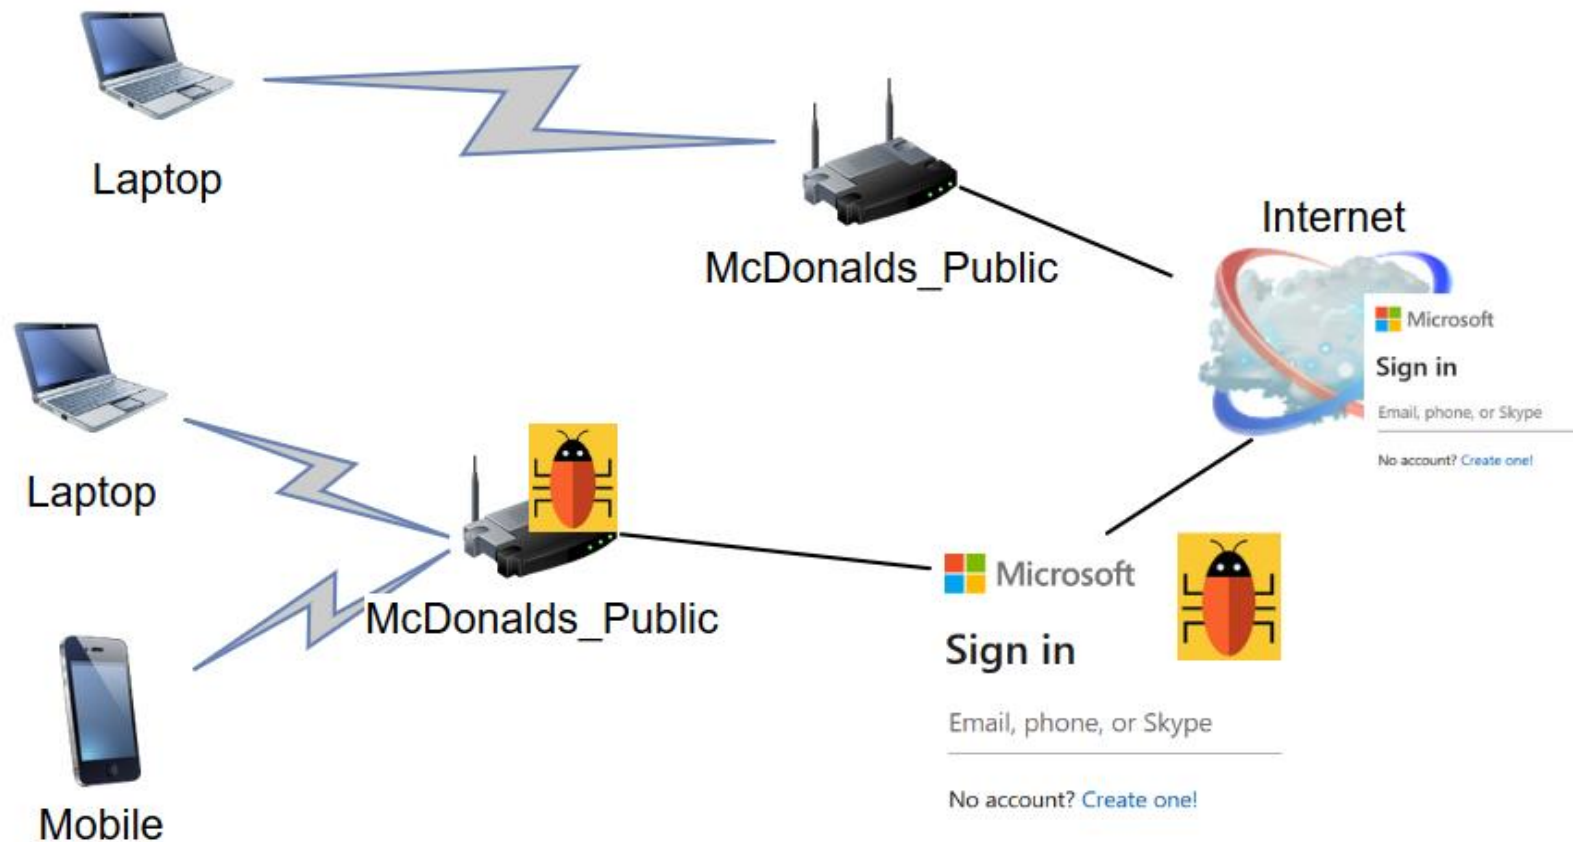 Laptop
McDonalds_Public
Internet
Microsoft
Sign in
Email, phone, or Skype
No account? Create one!
Laptop
McDonalds_Public
Microsoft
Sign in
Email, phone, or Skype
No account? Create one!
Mobile